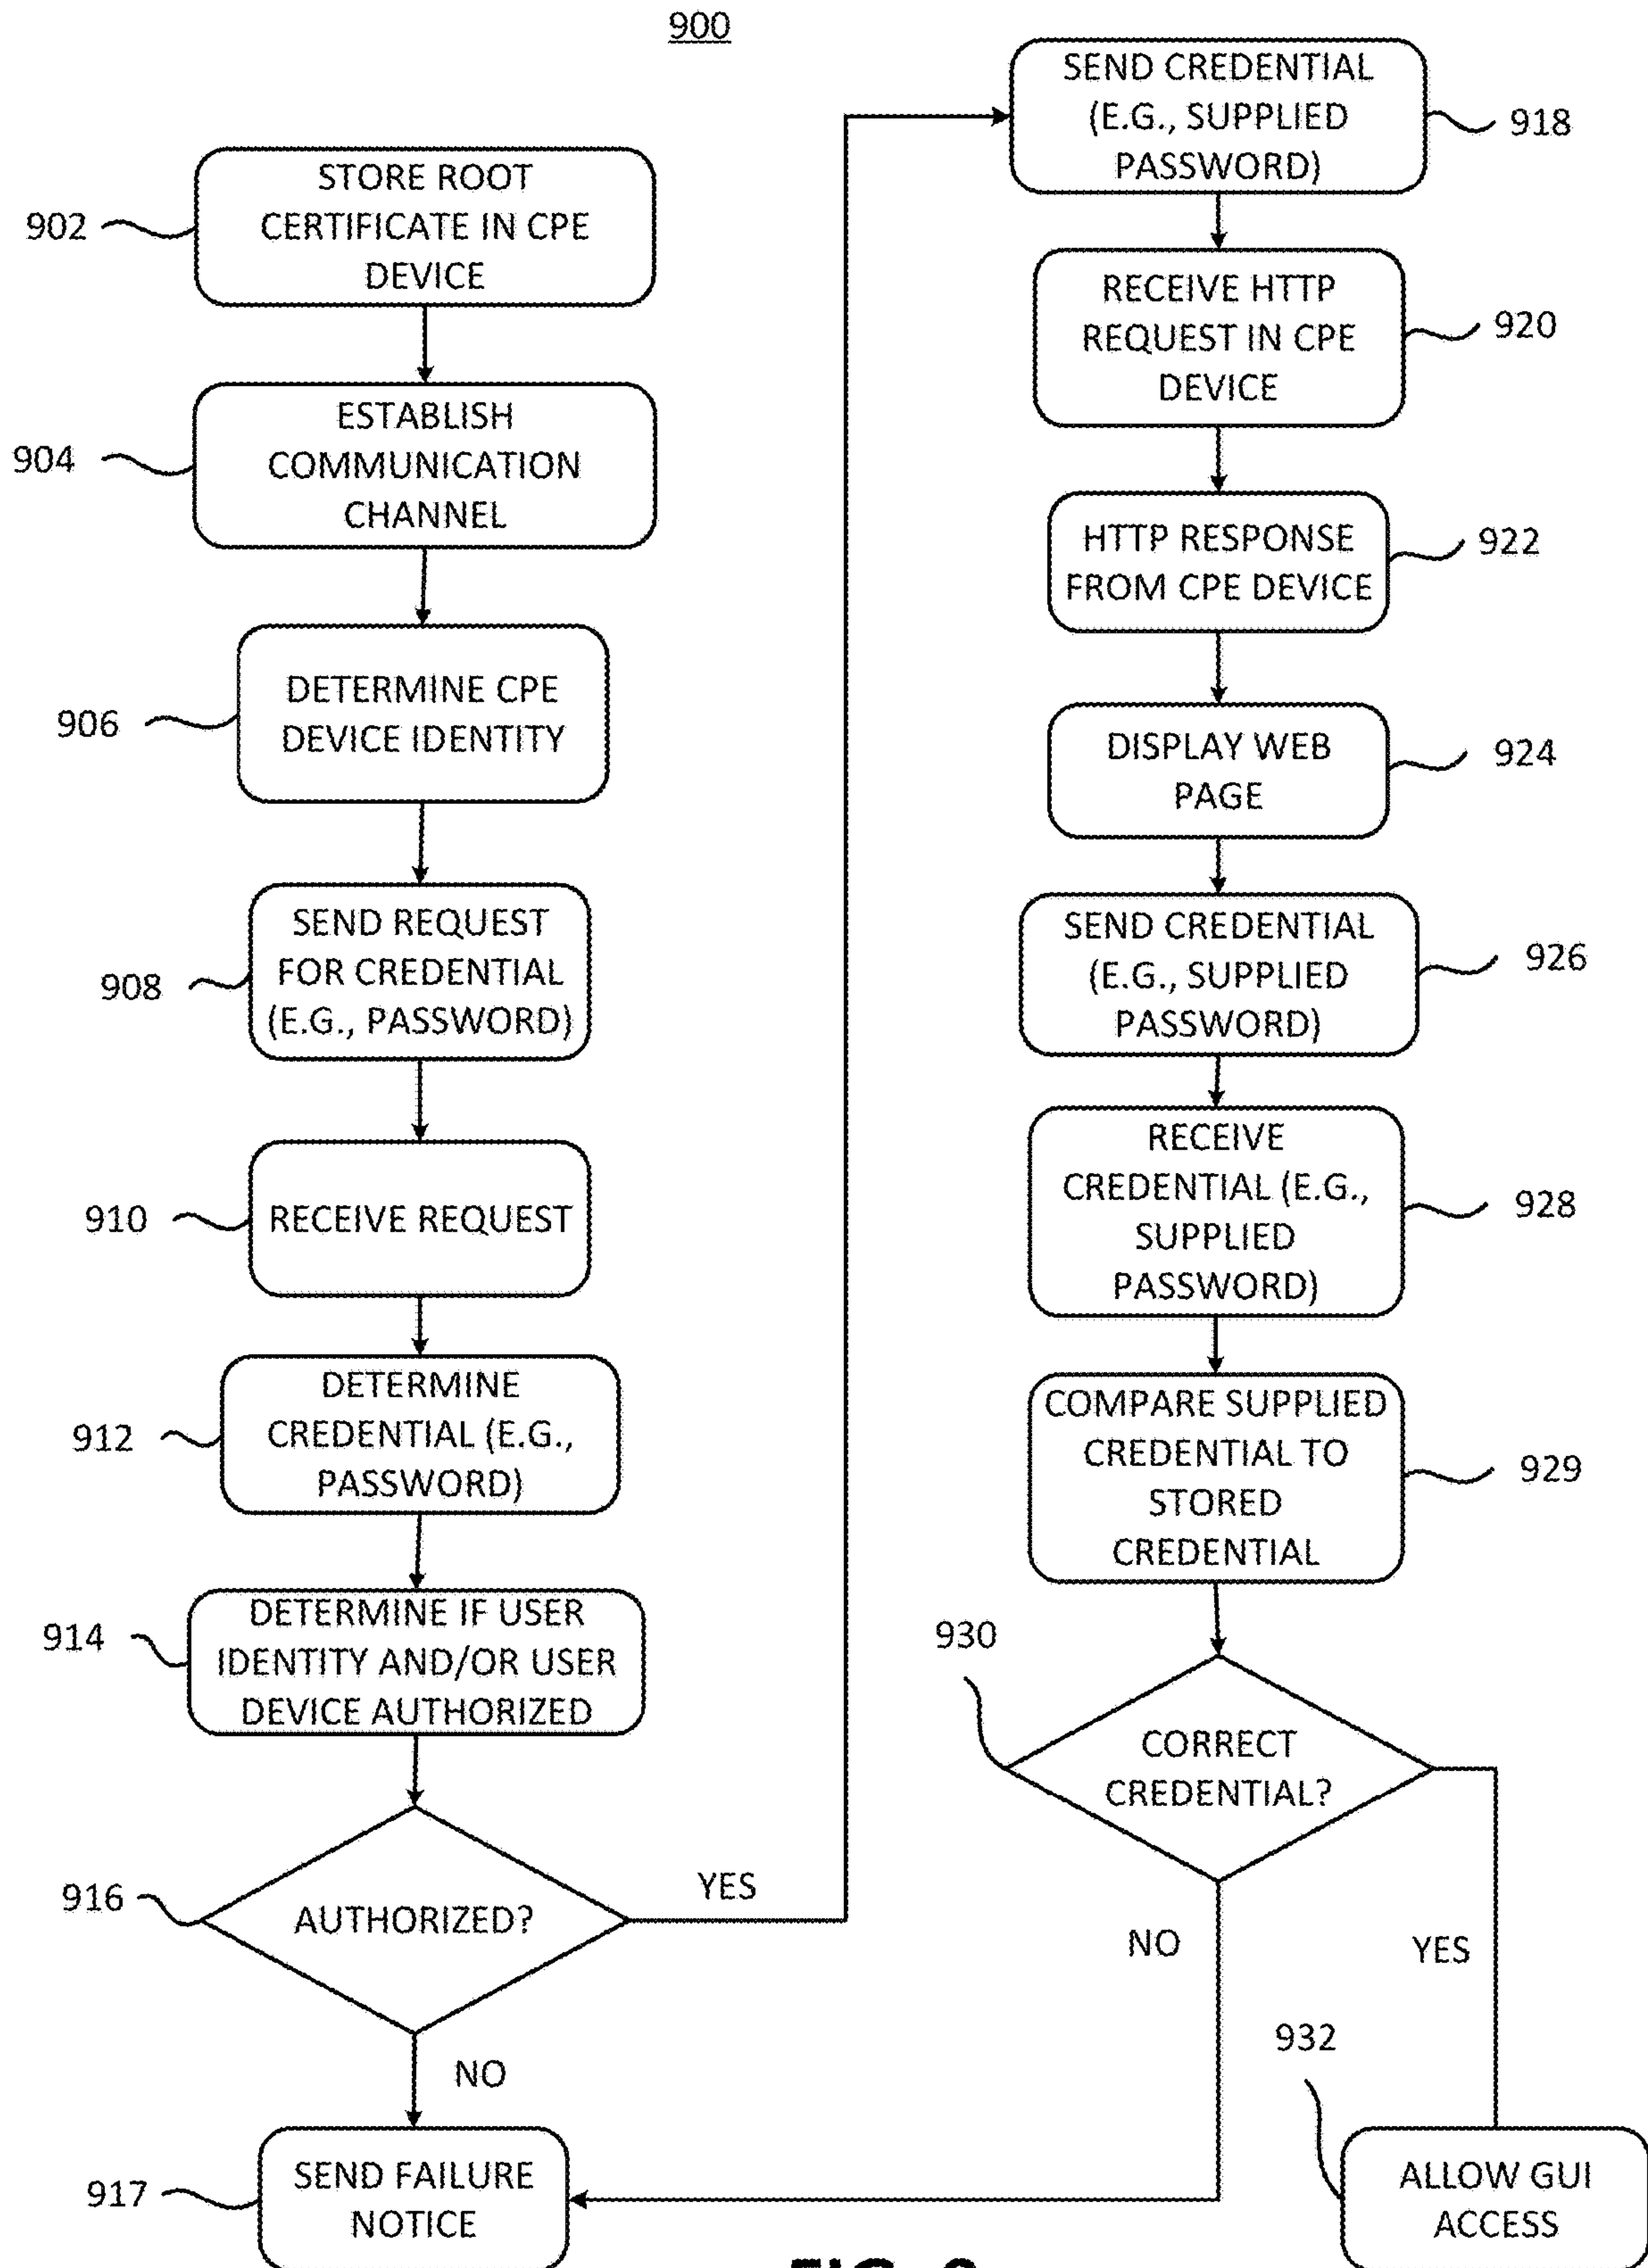 900
902
STORE ROOT
CERTIFICATE IN CPE
DEVICE
904
ESTABLISH
COMMUNICATION
CHANNEL
906
DETERMINE CPE
DEVICE IDENTITY
908
SEND REQUEST
FOR CREDENTIAL
(E.G., PASSWORD)
910
RECEIVE REQUEST
912
DETERMINE
CREDENTIAL (E.G.,
PASSWORD)
914
DETERMINE IF USER
IDENTITY AND/OR USER
DEVICE AUTHORIZED
916
AUTHORIZED?
YES
NO
917
SEND FAILURE
NOTICE
SEND CREDENTIAL
(E.G., SUPPLIED
PASSWORD)
918
RECEIVE HTTP
REQUEST IN CPE
DEVICE
920
HTTP RESPONSE
FROM CPE DEVICE
922
DISPLAY WEB
PAGE
924
SEND CREDENTIAL
(E.G., SUPPLIED
PASSWORD)
926
RECEIVE
CREDENTIAL (E.G.,
SUPPLIED
PASSWORD)
928
COMPARE SUPPLIED
CREDENTIAL TO
STORED
CREDENTIAL
929
930
CORRECT
CREDENTIAL?
NO
YES
932
ALLOW GUI
ACCESS